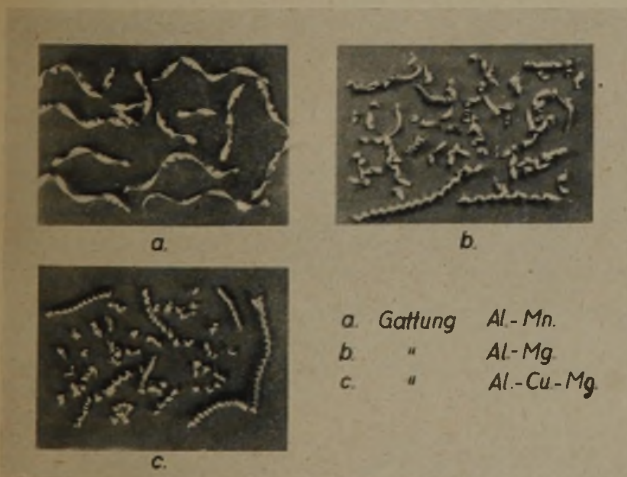 a.
b.
c.
a. Gattung Al.-Mn.
b. " Al.-Mg.
c. " Al.-Cu.-Mg.